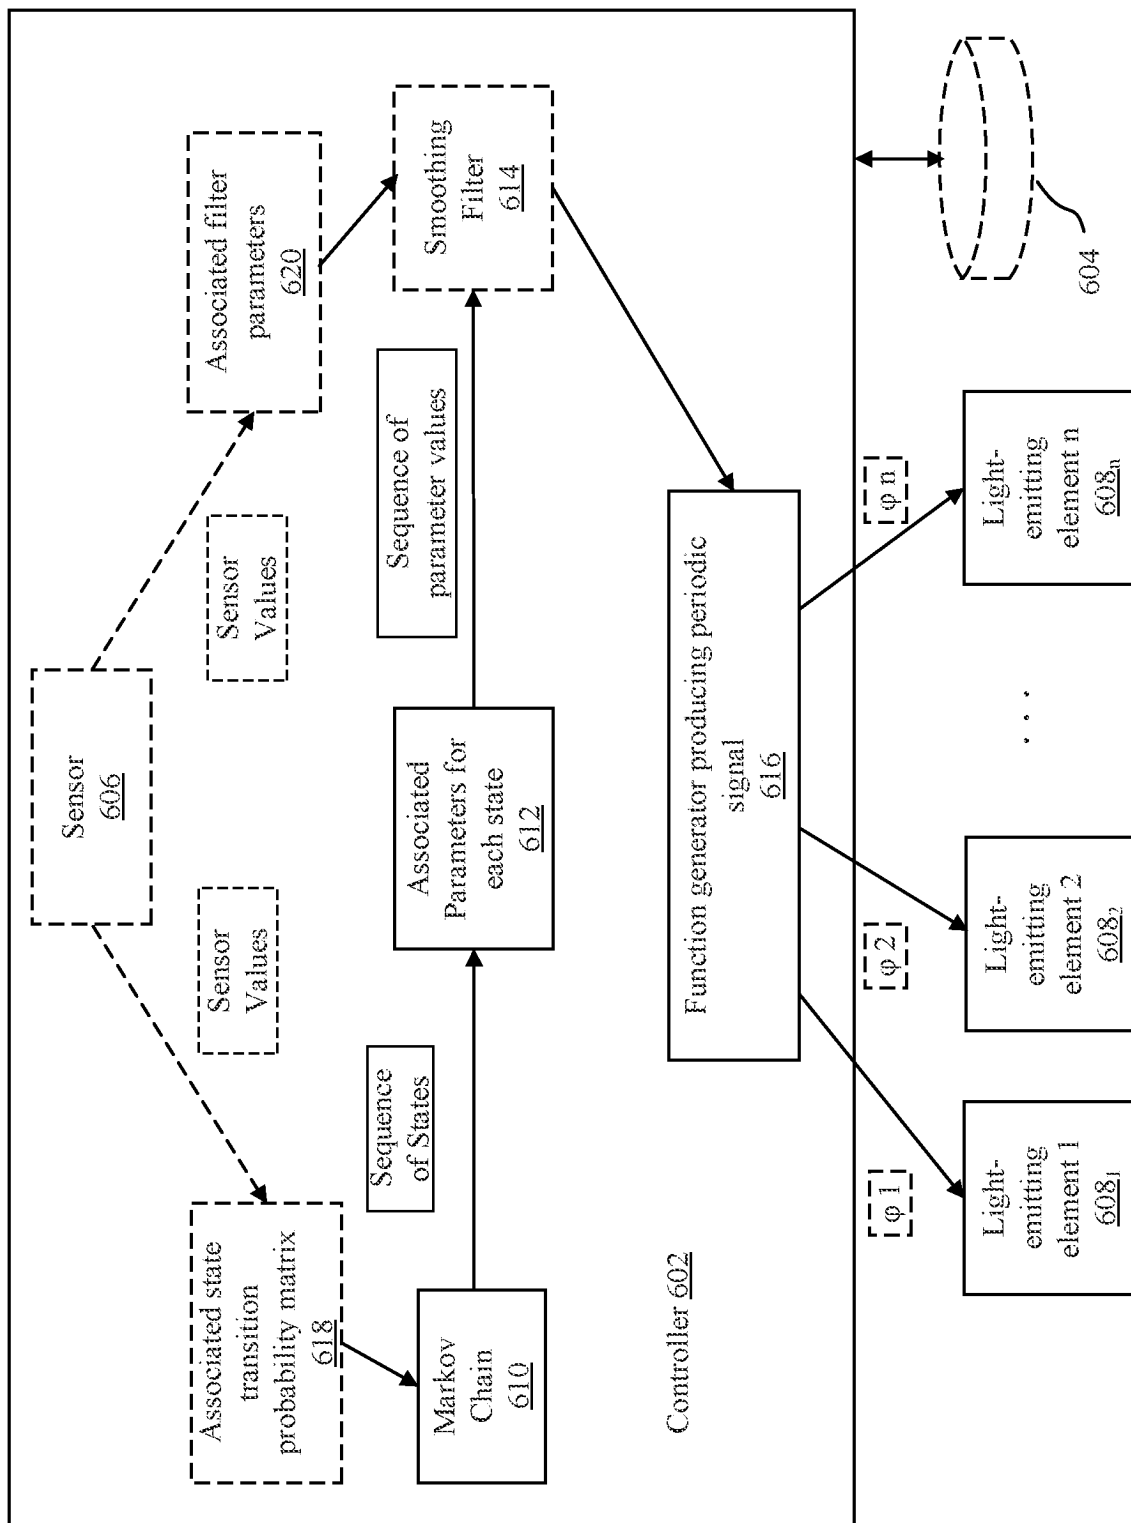 Sensor
606
Sensor
Values
Sensor
Values
Associated state
transition
probability matrix
618
Associated filter
parameters
620
Sequence
of States
Sequence of
parameter values
Markov
Chain
610
Associated
Parameters for
each state
612
Smoothing
Filter
614
Controller 602
Function generator producing periodic
signal
616
φ 1
φ 2
φ n
Light-
emitting
element 1
608₁
Light-
emitting
element 2
608₂
. . .
Light-
emitting
element n
608ₙ
604